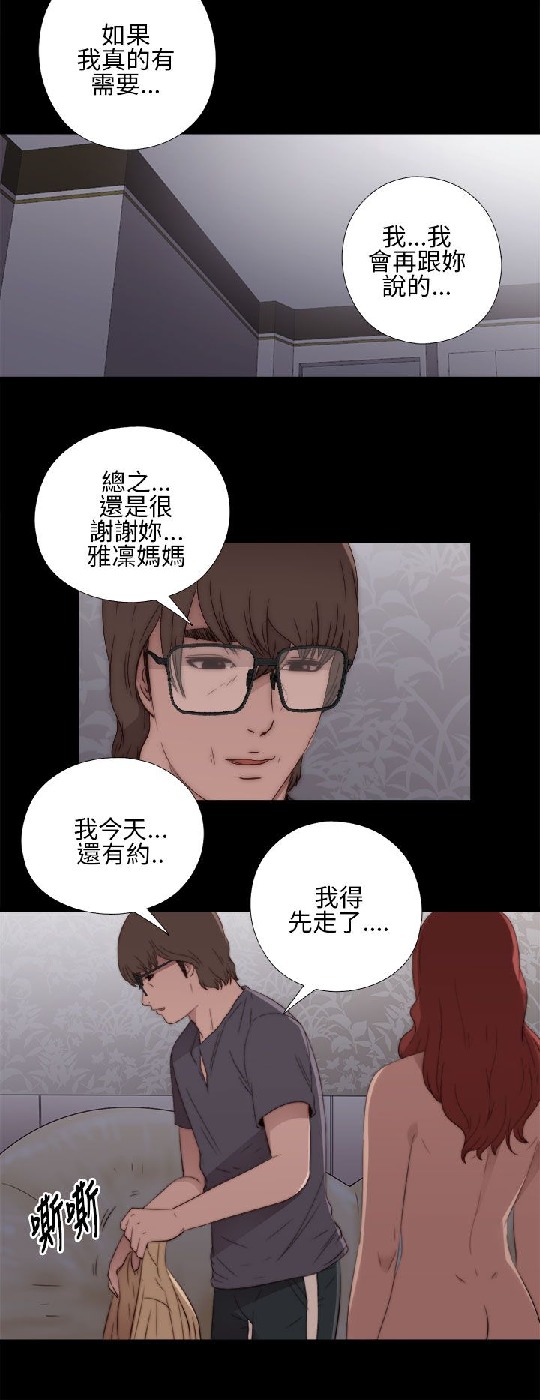 如果
我真的有
需要...
我...我
會再跟妳
說的...
總之...
還是很
謝謝妳...
雅凜媽媽
我今天...
還有約..
我得
先走了....
嘶嘶